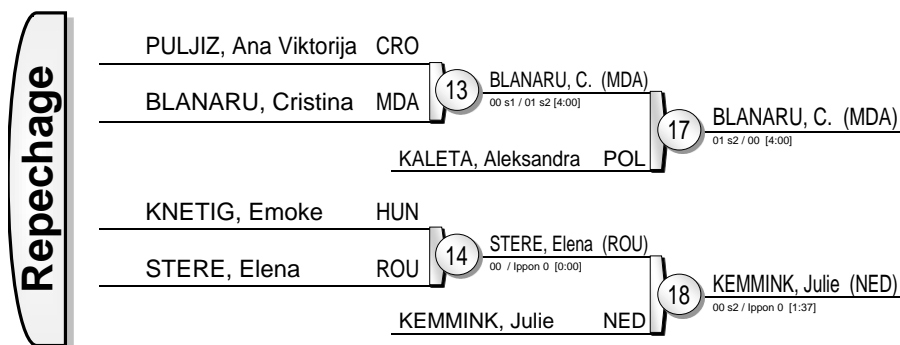 Repechage
PULJIZ, Ana Viktorija CRO
BLANARU, Cristina MDA
13
BLANARU, C. (MDA)
00 s1 / 01 s2 [4:00]
KALETA, Aleksandra POL
17
BLANARU, C. (MDA)
01 s2 / 00 [4:00]
KNETIG, Emoke HUN
STERE, Elena ROU
14
STERE, Elena (ROU)
00 / Ippon 0 [0:00]
KEMMINK, Julie NED
18
KEMMINK, Julie (NED)
00 s2 / Ippon 0 [1:37]